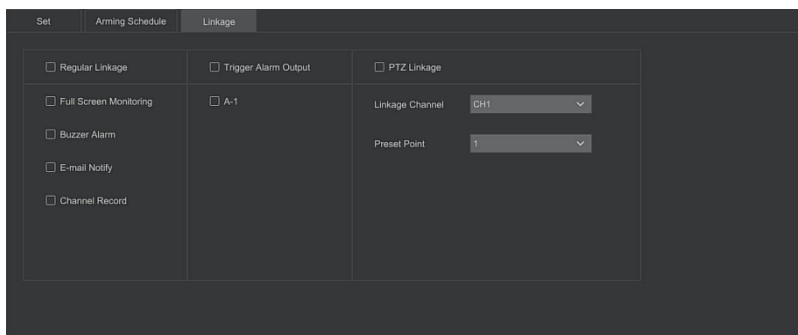 Set Arming Schedule Linkage
Regular Linkage Trigger Alarm Output PTZ Linkage
Full Screen Monitoring A-1 Linkage Channel CH1
Buzzer Alarm
Preset Point 1
E-mail Notify
Channel Record